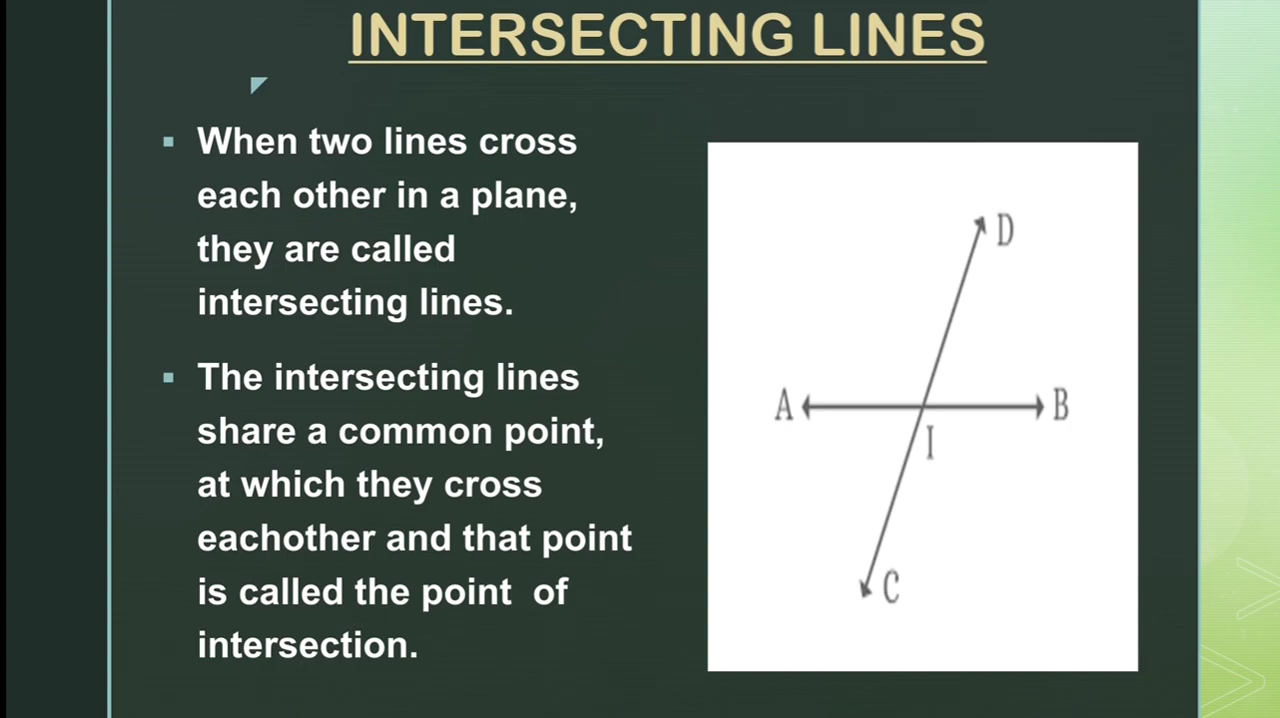 INTERSECTING LINES
▪ When two lines cross
each other in a plane,
they are called
intersecting lines.
▪ The intersecting lines
share a common point,
at which they cross
eachother and that point
is called the point of
intersection.
D
A B
I
C